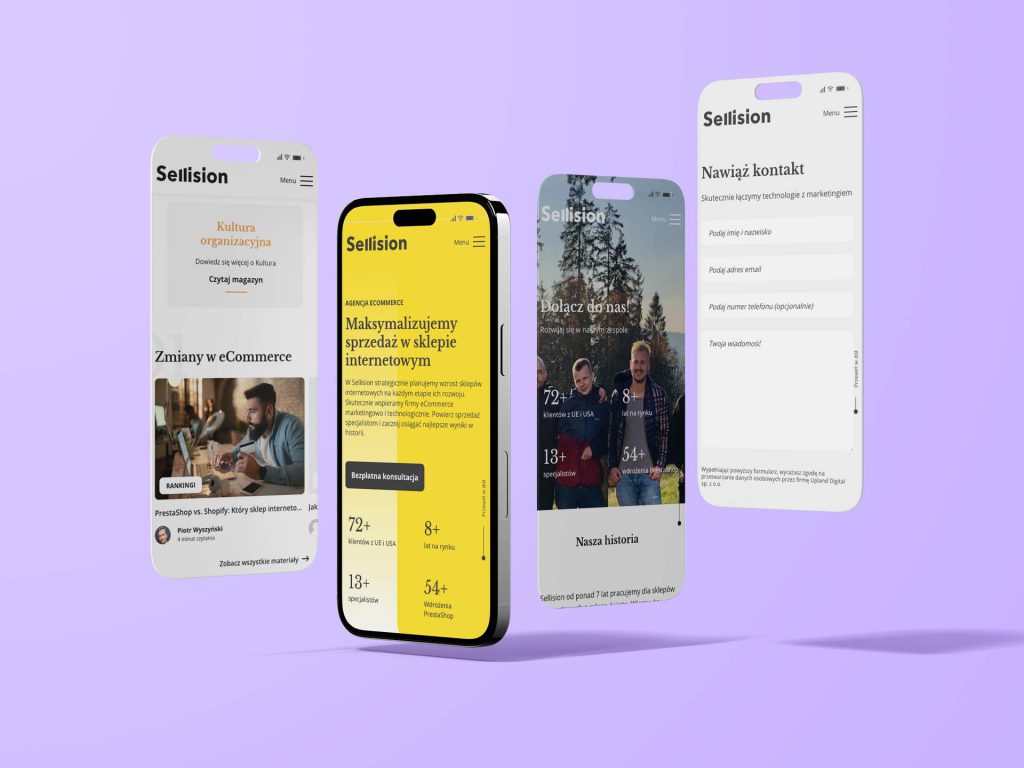 Sellision
Menu
Kultura
organizacyjna
Dowiedz się więcej o Kultura
Czytaj magazyn
Zmiany w eCommerce
RANKINGI
PrestaShop vs. Shopify: Który sklep interneto...
Piotr Wyszyński
4 minut czytania
Zobacz wszystkie materiały →
Sellision
Menu
AGENCJA ECOMMERCE
Maksymalizujemy
sprzedaż w sklepie
internetowym
W Sellision strategicznie planujemy wzrost sklepów
internetowych na każdym etapie ich rozwoju.
Skutecznie wspieramy firmy eCommerce
marketingowo i technologicznie. Powierz sprzedaż
specjalistom i zacznij osiągać najlepsze wyniki w
historii.
Bezpłatna konsultacja
Przewiń w dół
72+
klientów z UE i USA
8+
lat na rynku
13+
specjalistów
54+
Wdrożenia
PrestaShop
Sellision
Menu
Dołącz do nas!
Rozwijaj się w naszym zespole
72+
klientów z UE i USA
8+
lat na rynku
13+
specjalistów
54+
wdrożenia PrestaShop
Nasza historia
Sellision od ponad 7 lat pracujemy dla sklepów
Sellision
Menu
Nawiąż kontakt
Skutecznie łączymy technologie z marketingiem
Podaj imię i nazwisko
Podaj adres email
Podaj numer telefonu (opcjonalnie)
Twoja wiadomość
Przewiń w dół
Wypełniając powyższy formularz, wyrażasz zgodę na
przetwarzanie danych osobowych przez firmę Upland Digital
sp. z o.o.